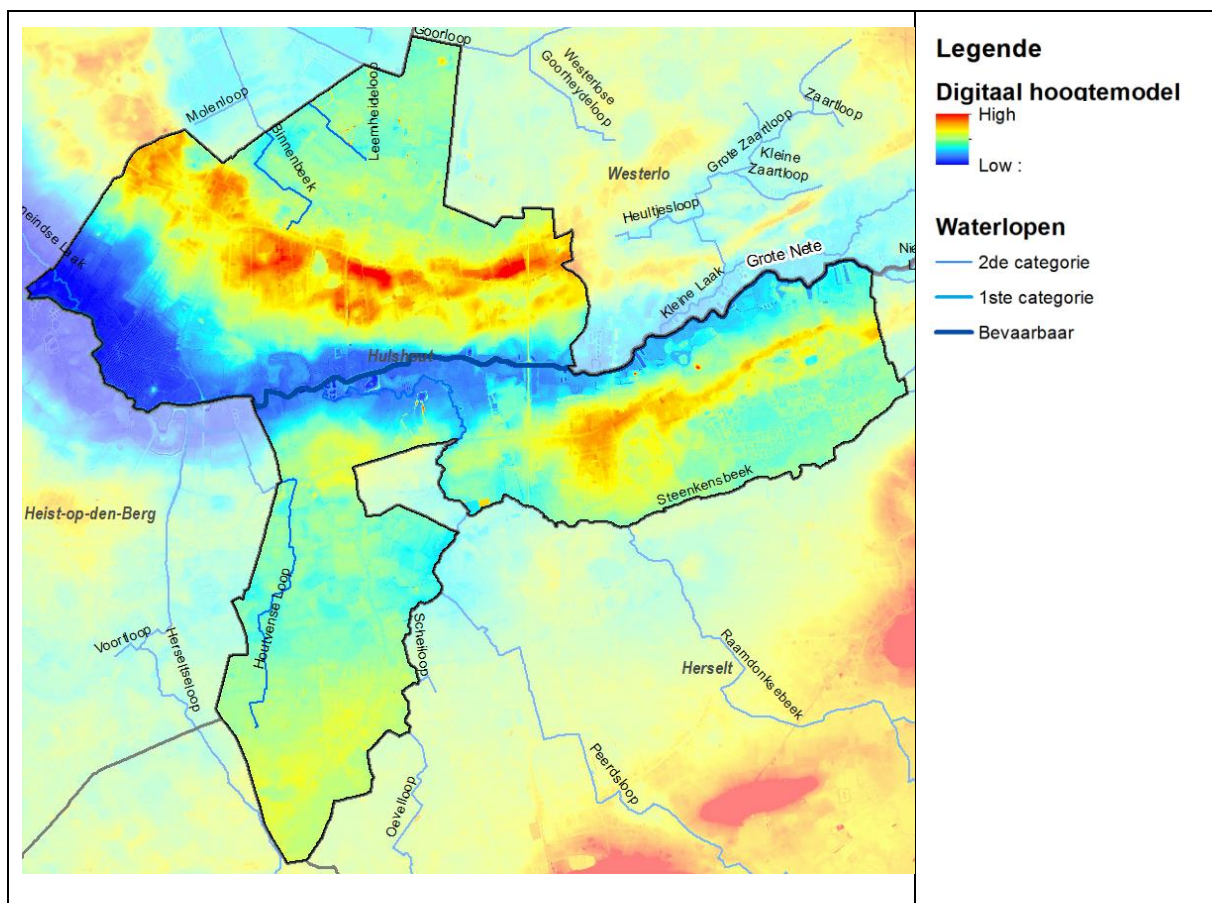 Goorloop
Legende
Digitaal hoogtemodel
High
Low :
Waterlopen
2de categorie
1ste categorie
Bevaarbaar
Molenloop
Binnenbeek
Leemheideloop
Westerlose
Goorheydeloop
Zaartloop
Grote Zaartloop
Kleine
Zaartloop
Westerlo
Heultjesloop
Grote Nete
Kleine Laak
Laak
Hulshout
Steenkensbeek
Heist-op-den-Berg
Houtvense Loop
Voortloop
Herseltseloop
Scheiloop
Herselt
Raamdonksebeek
Peerdsloop
Oevelloop